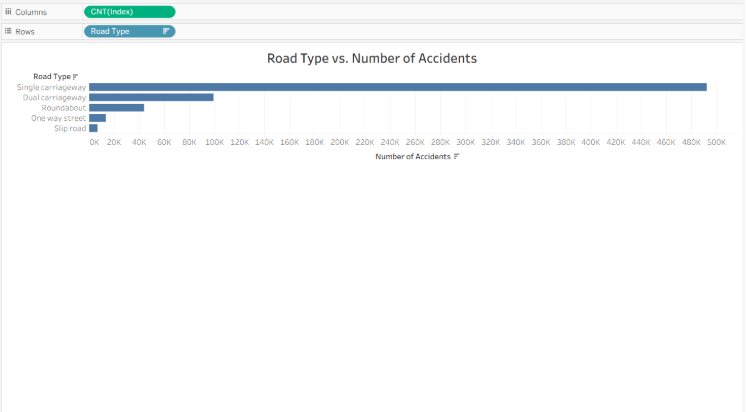 Columns
CNT(Index)
Rows
Road Type
Road Type vs. Number of Accidents
Road Type
Single carriageway
Dual carriageway
Roundabout
One way street
Slip road
0K 20K 40K 60K 80K 100K 120K 140K 160K 180K 200K 220K 240K 260K 280K 300K 320K 340K 360K 380K 400K 420K 440K 460K 480K 500K
Number of Accidents